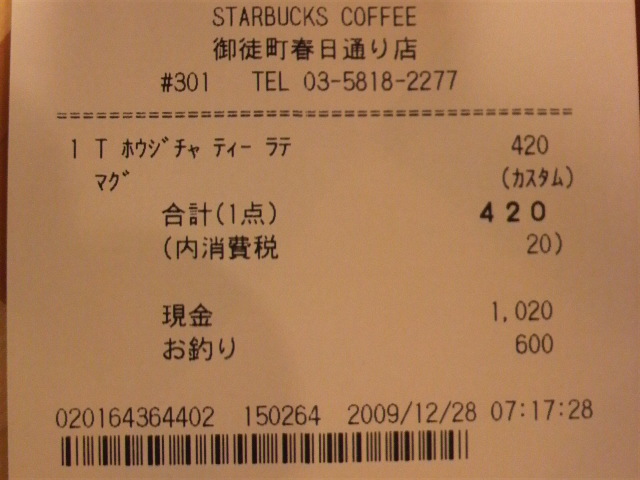 STARBUCKS COFFEE
御徒町春日通り店
#301 TEL 03-5818-2277
==================================================
1 T ﾎｳｼﾞﾁｬ ﾃｨｰ ﾗﾃ 420
ﾏｸﾞ (ｶｽﾀﾑ)
合計(1点) 420
(内消費税 20)
現金 1,020
お釣り 600
020164364402 150264 2009/12/28 07:17:28